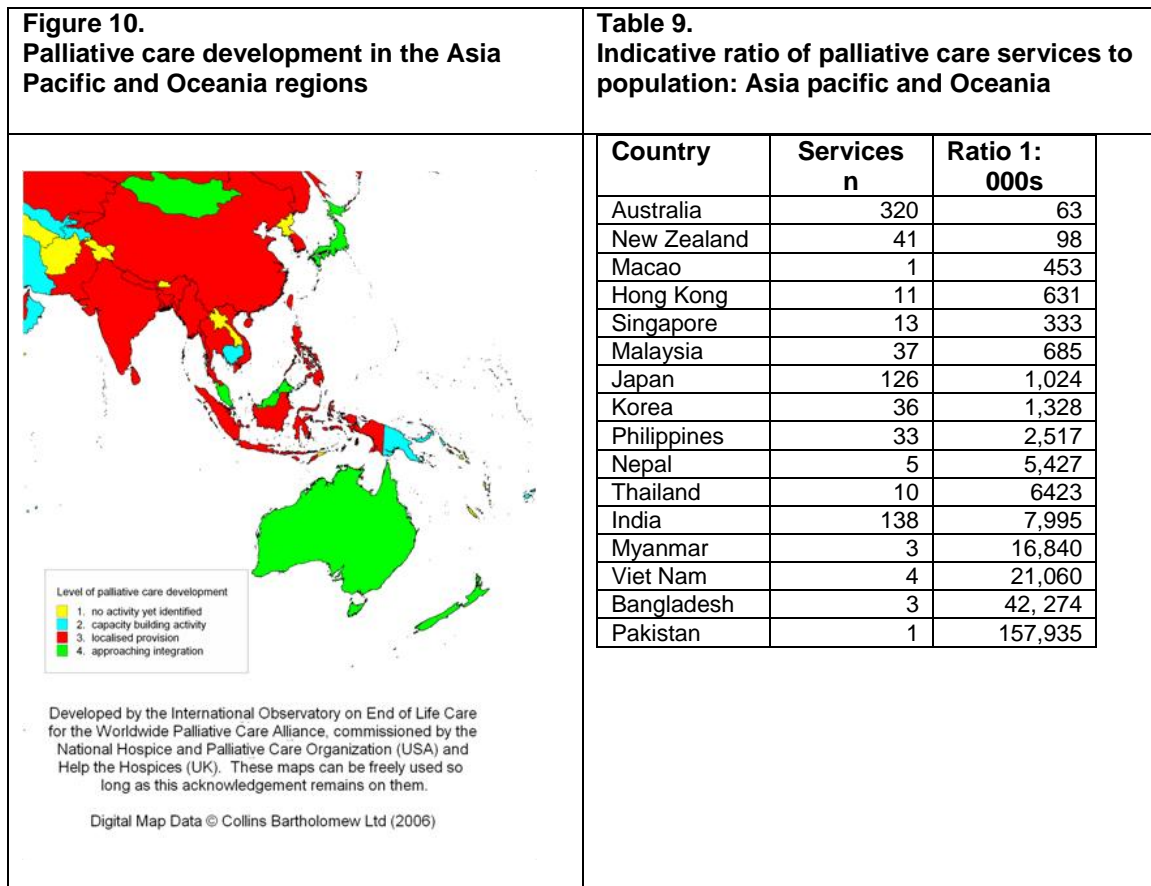 Figure 10.
Palliative care development in the Asia
Pacific and Oceania regions
Level of palliative care development
1. no activity yet identified
2. capacity building activity
3. localised provision
4. approaching integration
Developed by the International Observatory on End of Life Care
for the Worldwide Palliative Care Alliance, commissioned by the
National Hospice and Palliative Care Organization (USA) and
Help the Hospices (UK). These maps can be freely used so
long as this acknowledgement remains on them.
Digital Map Data © Collins Bartholomew Ltd (2006)
Table 9.
Indicative ratio of palliative care services to
population: Asia pacific and Oceania
Country Services Ratio 1:
n 000s
Australia 320 63
New Zealand 41 98
Macao 1 453
Hong Kong 11 631
Singapore 13 333
Malaysia 37 685
Japan 126 1,024
Korea 36 1,328
Philippines 33 2,517
Nepal 5 5,427
Thailand 10 6423
India 138 7,995
Myanmar 3 16,840
Viet Nam 4 21,060
Bangladesh 3 42, 274
Pakistan 1 157,935